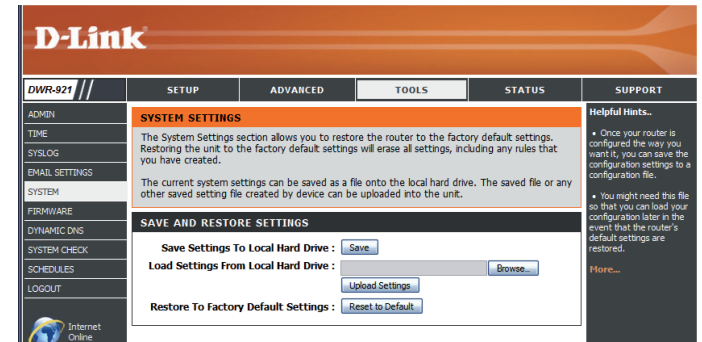 D-Link
DWR-921
SETUP
ADVANCED
TOOLS
STATUS
SUPPORT
ADMIN
TIME
SYSLOG
EMAIL SETTINGS
SYSTEM
FIRMWARE
DYNAMIC DNS
SYSTEM CHECK
SCHEDULES
LOGOUT
Internet
Online
SYSTEM SETTINGS
The System Settings section allows you to restore the router to the factory default settings.
Restoring the unit to the factory default settings will erase all settings, including any rules that
you have created.
The current system settings can be saved as a file onto the local hard drive. The saved file or any
other saved setting file created by device can be uploaded into the unit.
SAVE AND RESTORE SETTINGS
Save Settings To Local Hard Drive : Save
Load Settings From Local Hard Drive : Browse...
Upload Settings
Restore To Factory Default Settings : Reset to Default
Helpful Hints..
• Once your router is
configured the way you
want it, you can save the
configuration settings to a
configuration file.
• You might need this file
so that you can load your
configuration later in the
event that the router's
default settings are
restored.
More...